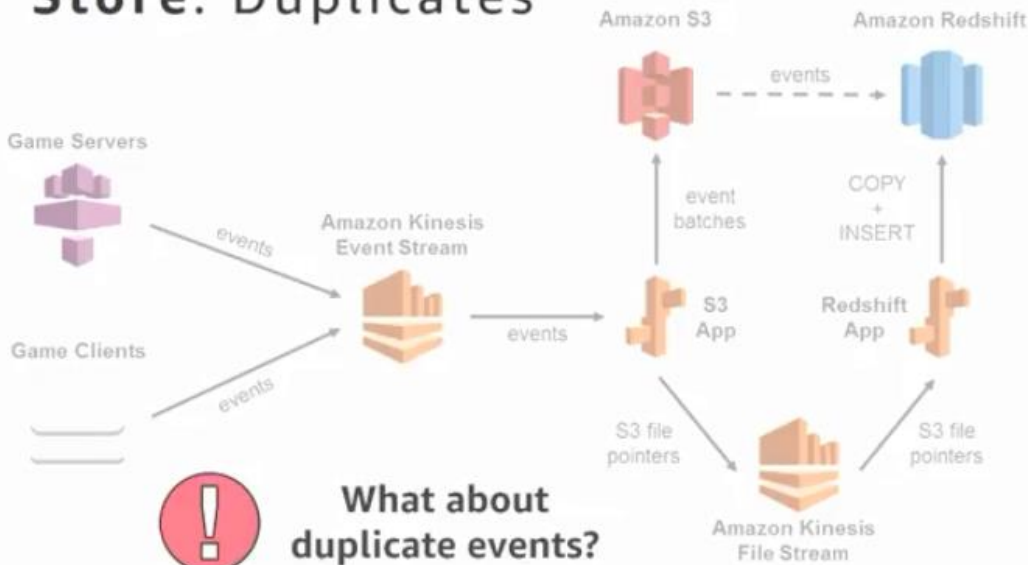 Store: Duplicates
Amazon S3
Amazon Redshift
events
Game Servers
event
batches
COPY
+
INSERT
Amazon Kinesis
Event Stream
events
S3
App
Redshift
App
events
Game Clients
events
S3 file
pointers
S3 file
pointers
What about
duplicate events?
Amazon Kinesis
File Stream